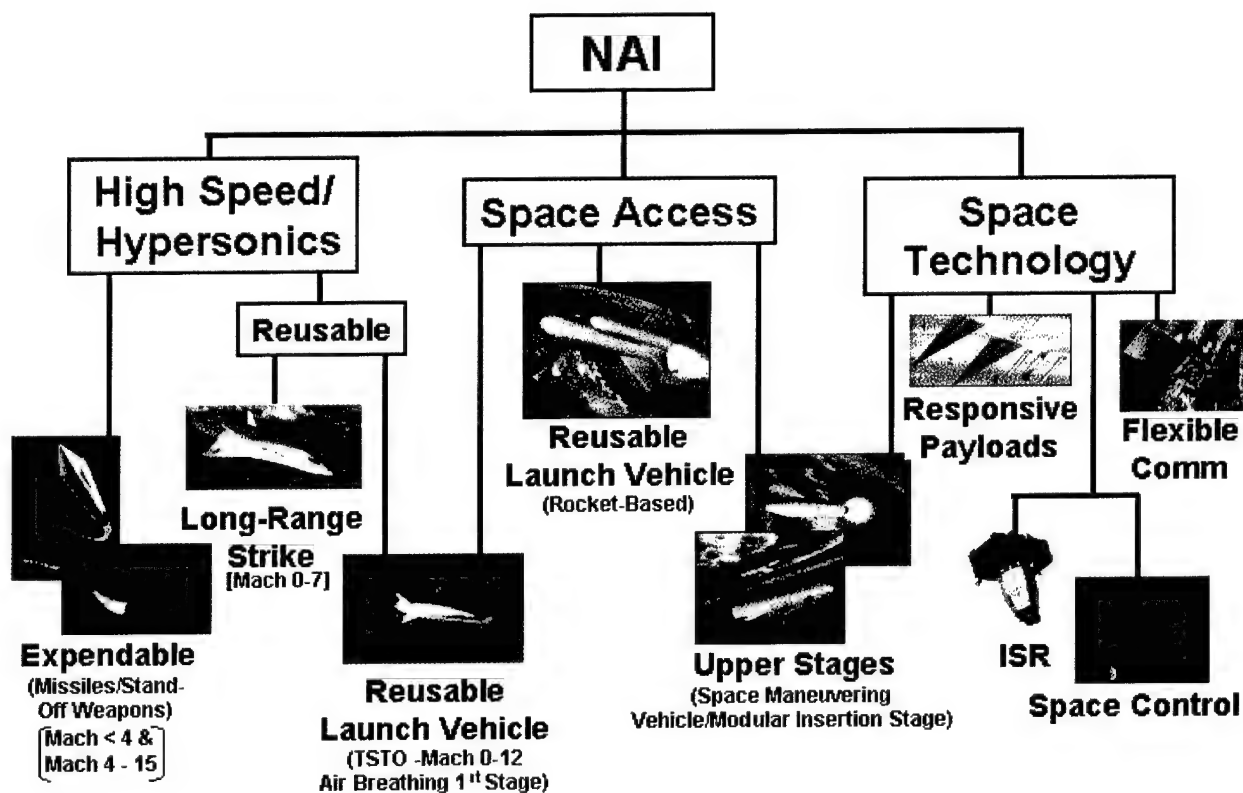 NAI
High Speed/
Hypersonics
Space Access
Space
Technology
Reusable
Expendable
(Missiles/Stand-
Off Weapons)
Mach < 4 &
Mach 4 - 15
Long-Range
Strike
[Mach 0-7]
Reusable
Launch Vehicle
(TSTO -Mach 0-12
Air Breathing 1st Stage)
Reusable
Launch Vehicle
(Rocket-Based)
Upper Stages
(Space Maneuvering
Vehicle/Modular Insertion Stage)
Responsive
Payloads
ISR
Space Control
Flexible
Comm